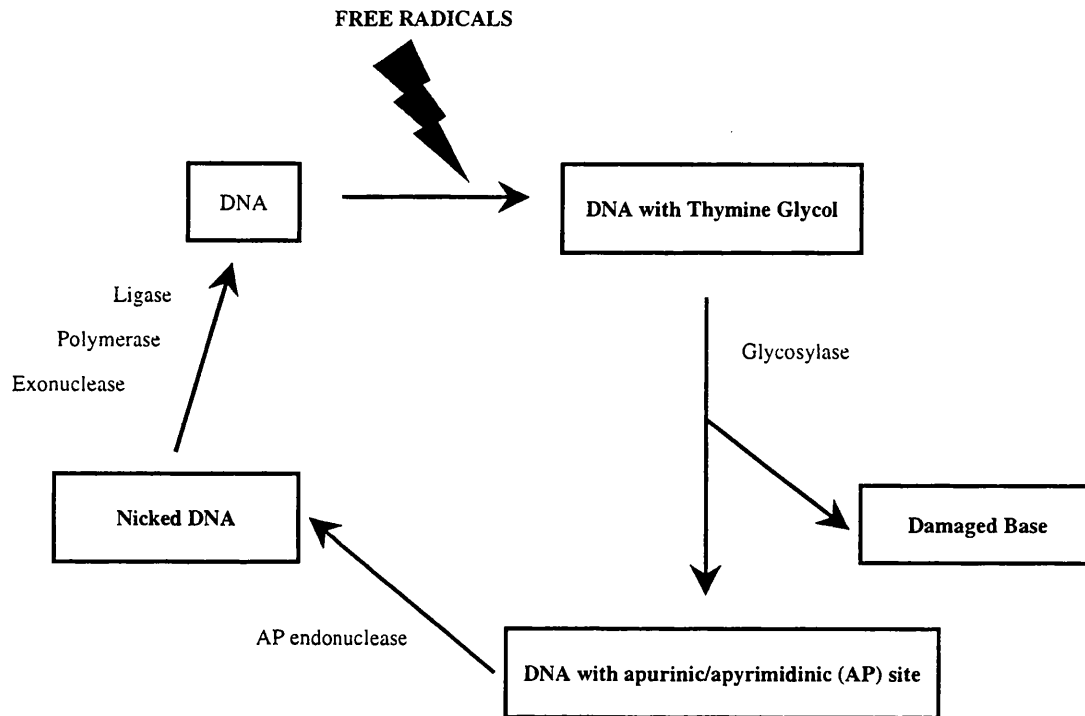 FREE RADICALS
DNA
DNA with Thymine Glycol
Ligase
Polymerase
Exonuclease
Glycosylase
Nicked DNA
Damaged Base
AP endonuclease
DNA with apurinic/apyrimidinic (AP) site